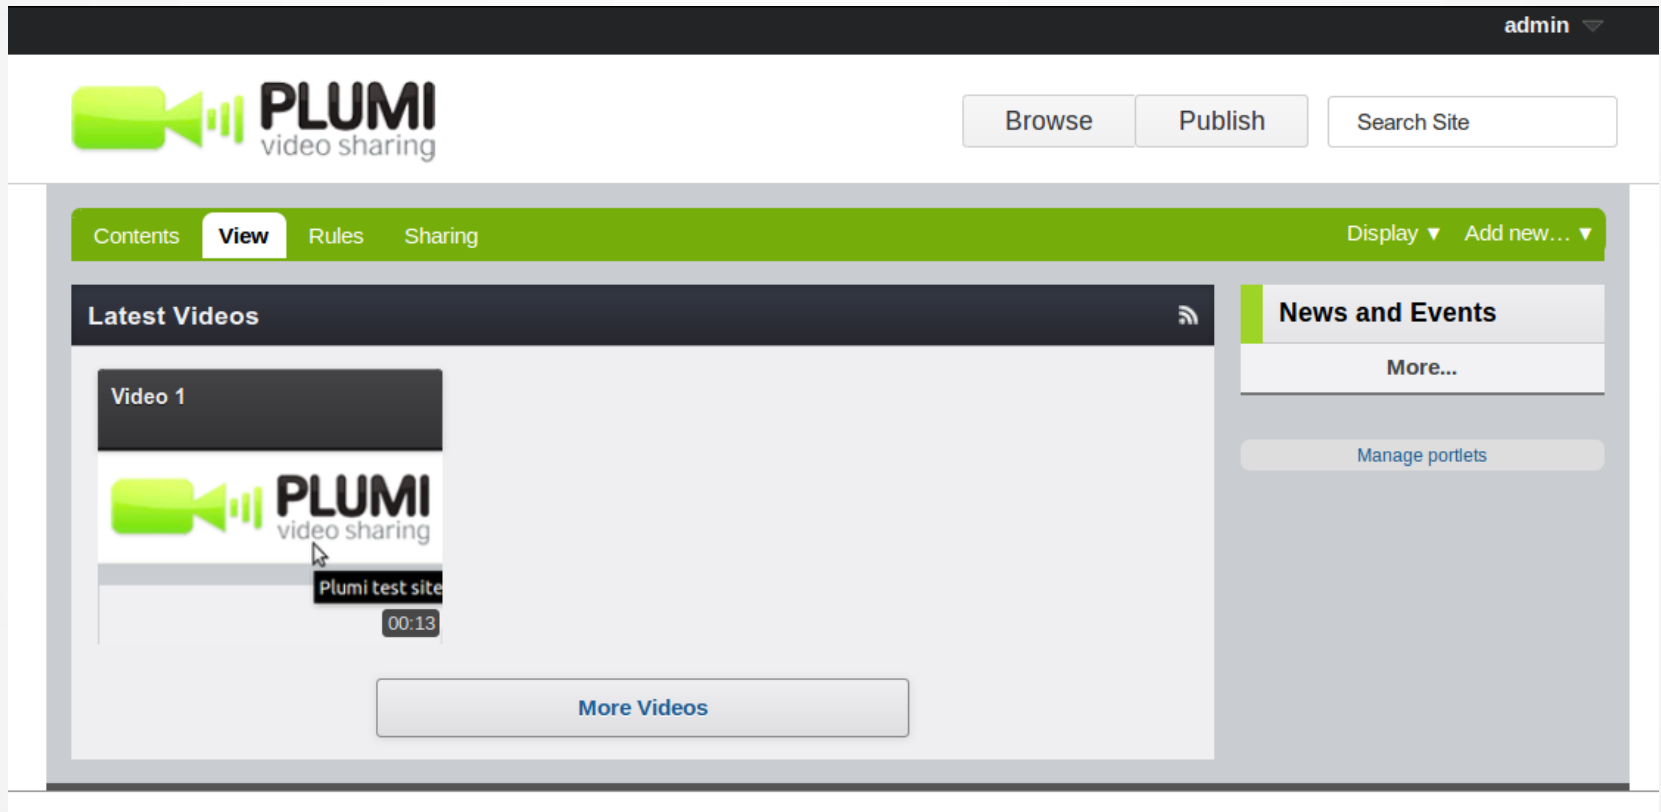 admin
PLUMI
video sharing
Browse Publish Search Site
Contents View Rules Sharing Display ▼ Add new… ▼
Latest Videos
News and Events
More...
Video 1
Manage portlets
PLUMI
video sharing
Plumi test site
00:13
More Videos